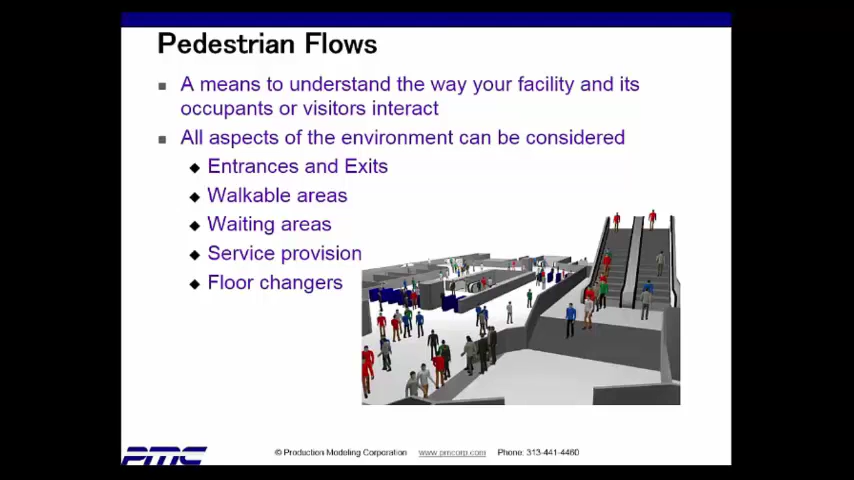 Pedestrian Flows
A means to understand the way your facility and its
occupants or visitors interact
All aspects of the environment can be considered
Entrances and Exits
Walkable areas
Waiting areas
Service provision
Floor changers
PMC
© Production Modeling Corporation www.pmcorp.com Phone: 313-441-4460